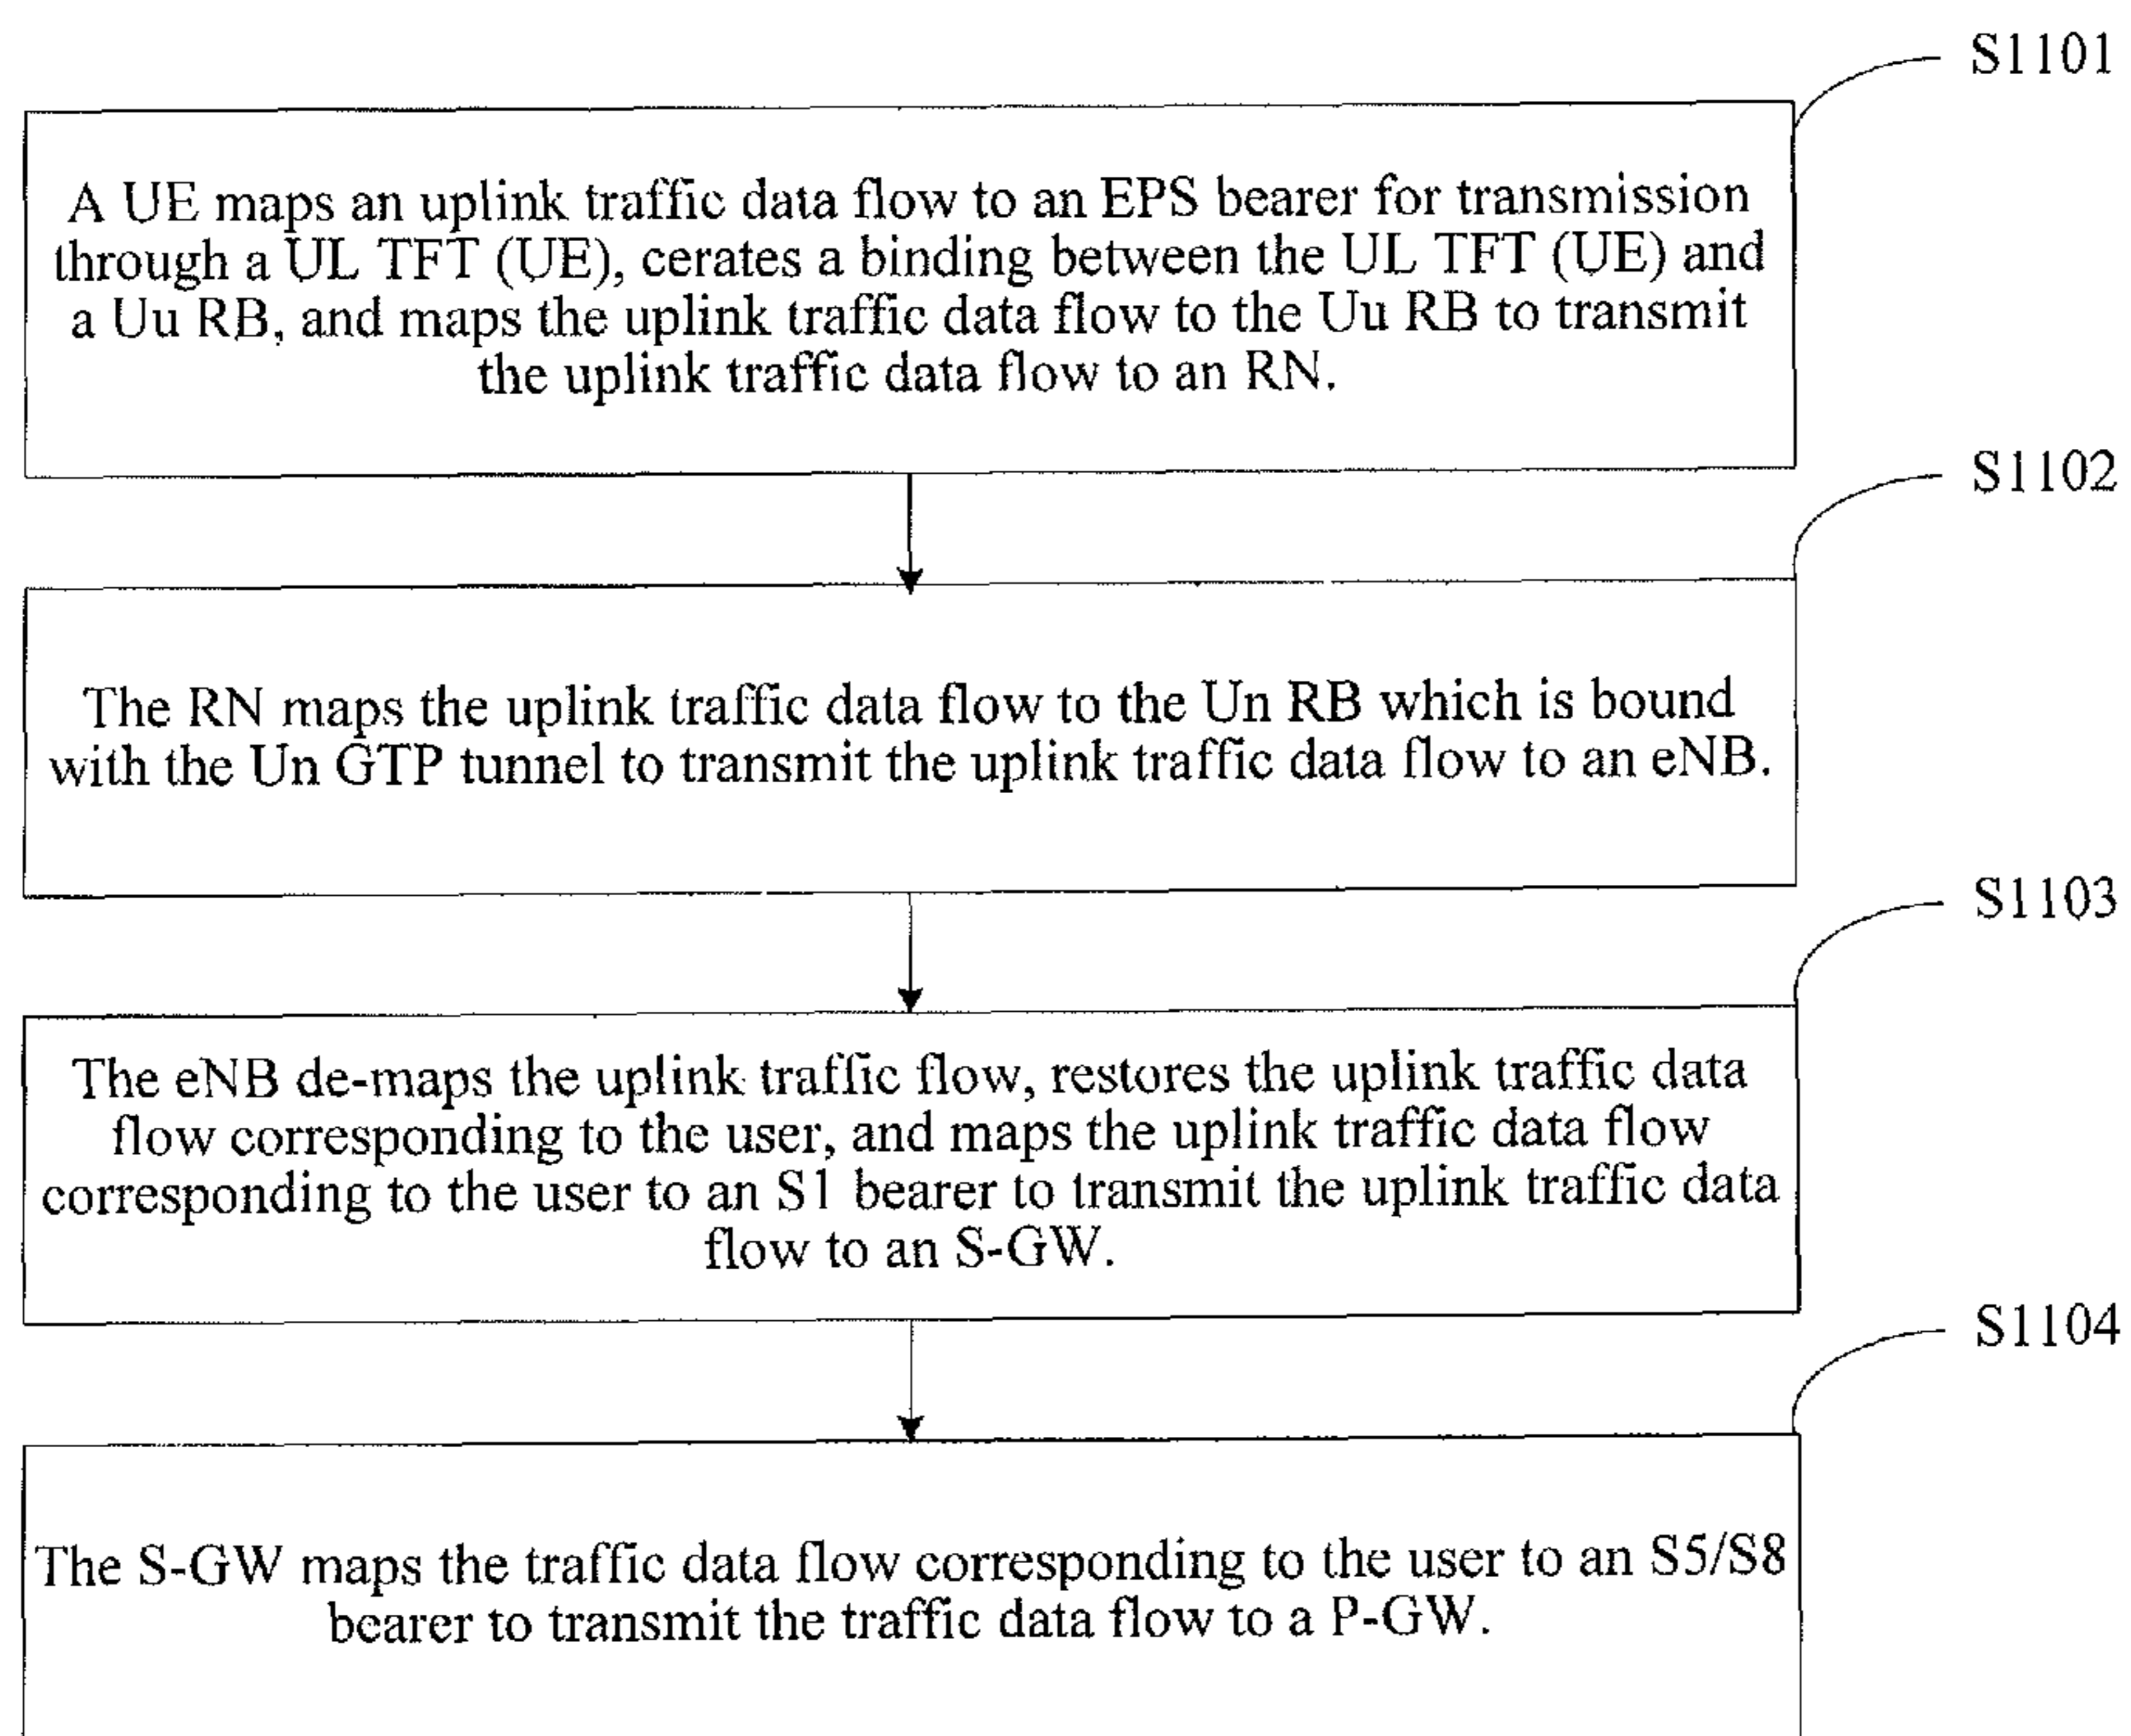 S1101
A UE maps an uplink traffic data flow to an EPS bearer for transmission
through a UL TFT (UE), cerates a binding between the UL TFT (UE) and
a Uu RB, and maps the uplink traffic data flow to the Uu RB to transmit
the uplink traffic data flow to an RN.
S1102
The RN maps the uplink traffic data flow to the Un RB which is bound
with the Un GTP tunnel to transmit the uplink traffic data flow to an eNB.
S1103
The eNB de-maps the uplink traffic flow, restores the uplink traffic data
flow corresponding to the user, and maps the uplink traffic data flow
corresponding to the user to an S1 bearer to transmit the uplink traffic data
flow to an S-GW.
S1104
The S-GW maps the traffic data flow corresponding to the user to an S5/S8
bearer to transmit the traffic data flow to a P-GW.